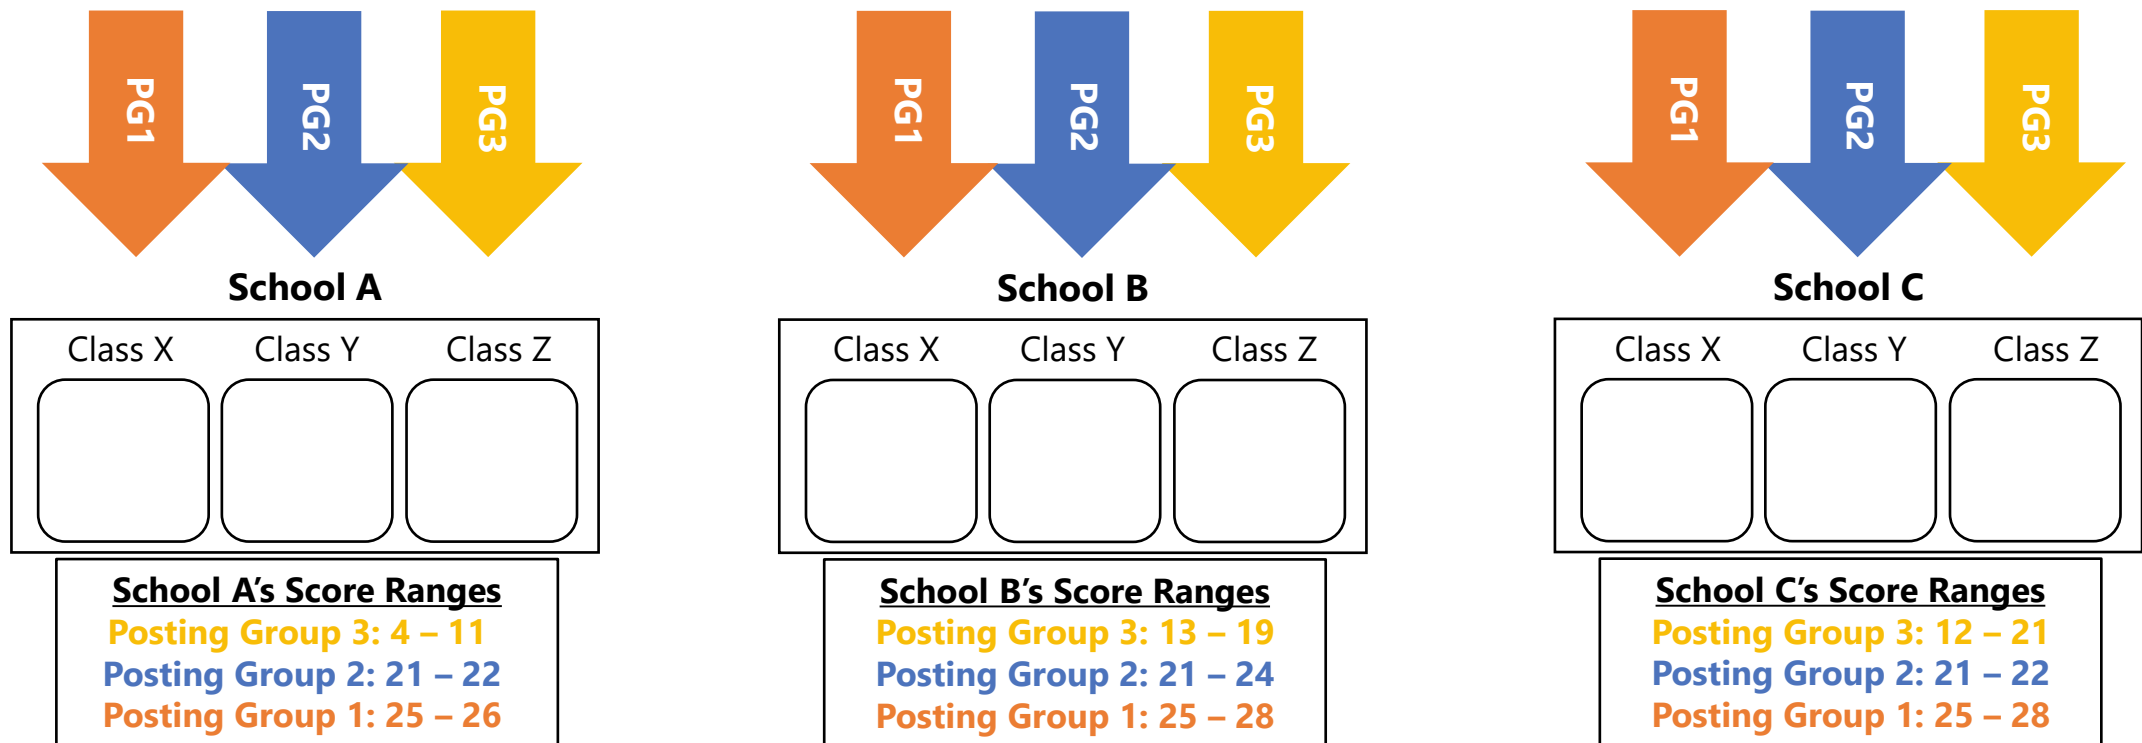 PG1
PG2
PG3
School A
Class X
Class Y
Class Z
School A's Score Ranges
Posting Group 3: 4 – 11
Posting Group 2: 21 – 22
Posting Group 1: 25 – 26
PG1
PG2
PG3
School B
Class X
Class Y
Class Z
School B’s Score Ranges
Posting Group 3: 13 – 19
Posting Group 2: 21 – 24
Posting Group 1: 25 – 28
PG1
PG2
PG3
School C
Class X
Class Y
Class Z
School C’s Score Ranges
Posting Group 3: 12 – 21
Posting Group 2: 21 – 22
Posting Group 1: 25 – 28